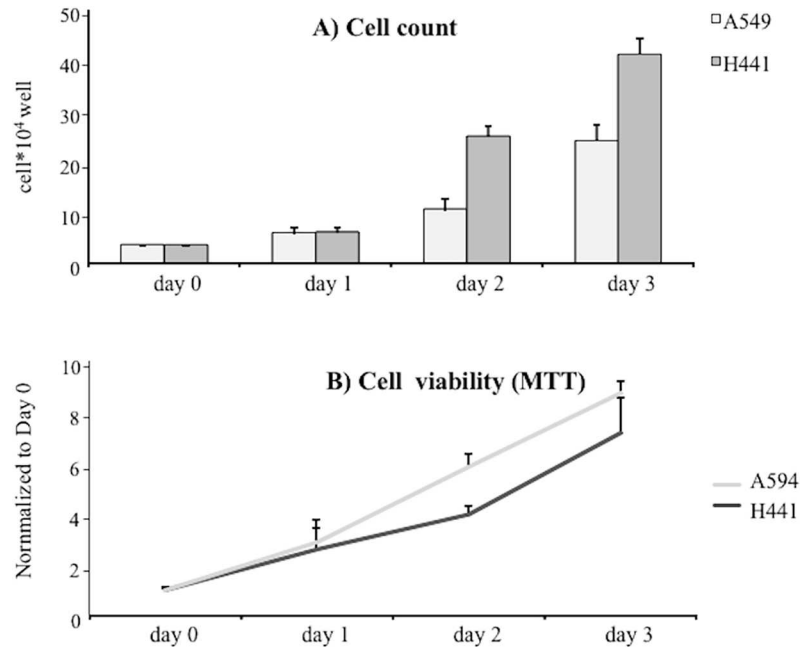 A) Cell count
A549
H441
cell*10⁴ well
50
40
30
20
10
0
day 0 day 1 day 2 day 3
B) Cell viability (MTT)
Nornmalized to Day 0
10
8
6
4
2
0
A594
H441
day 0 day 1 day 2 day 3